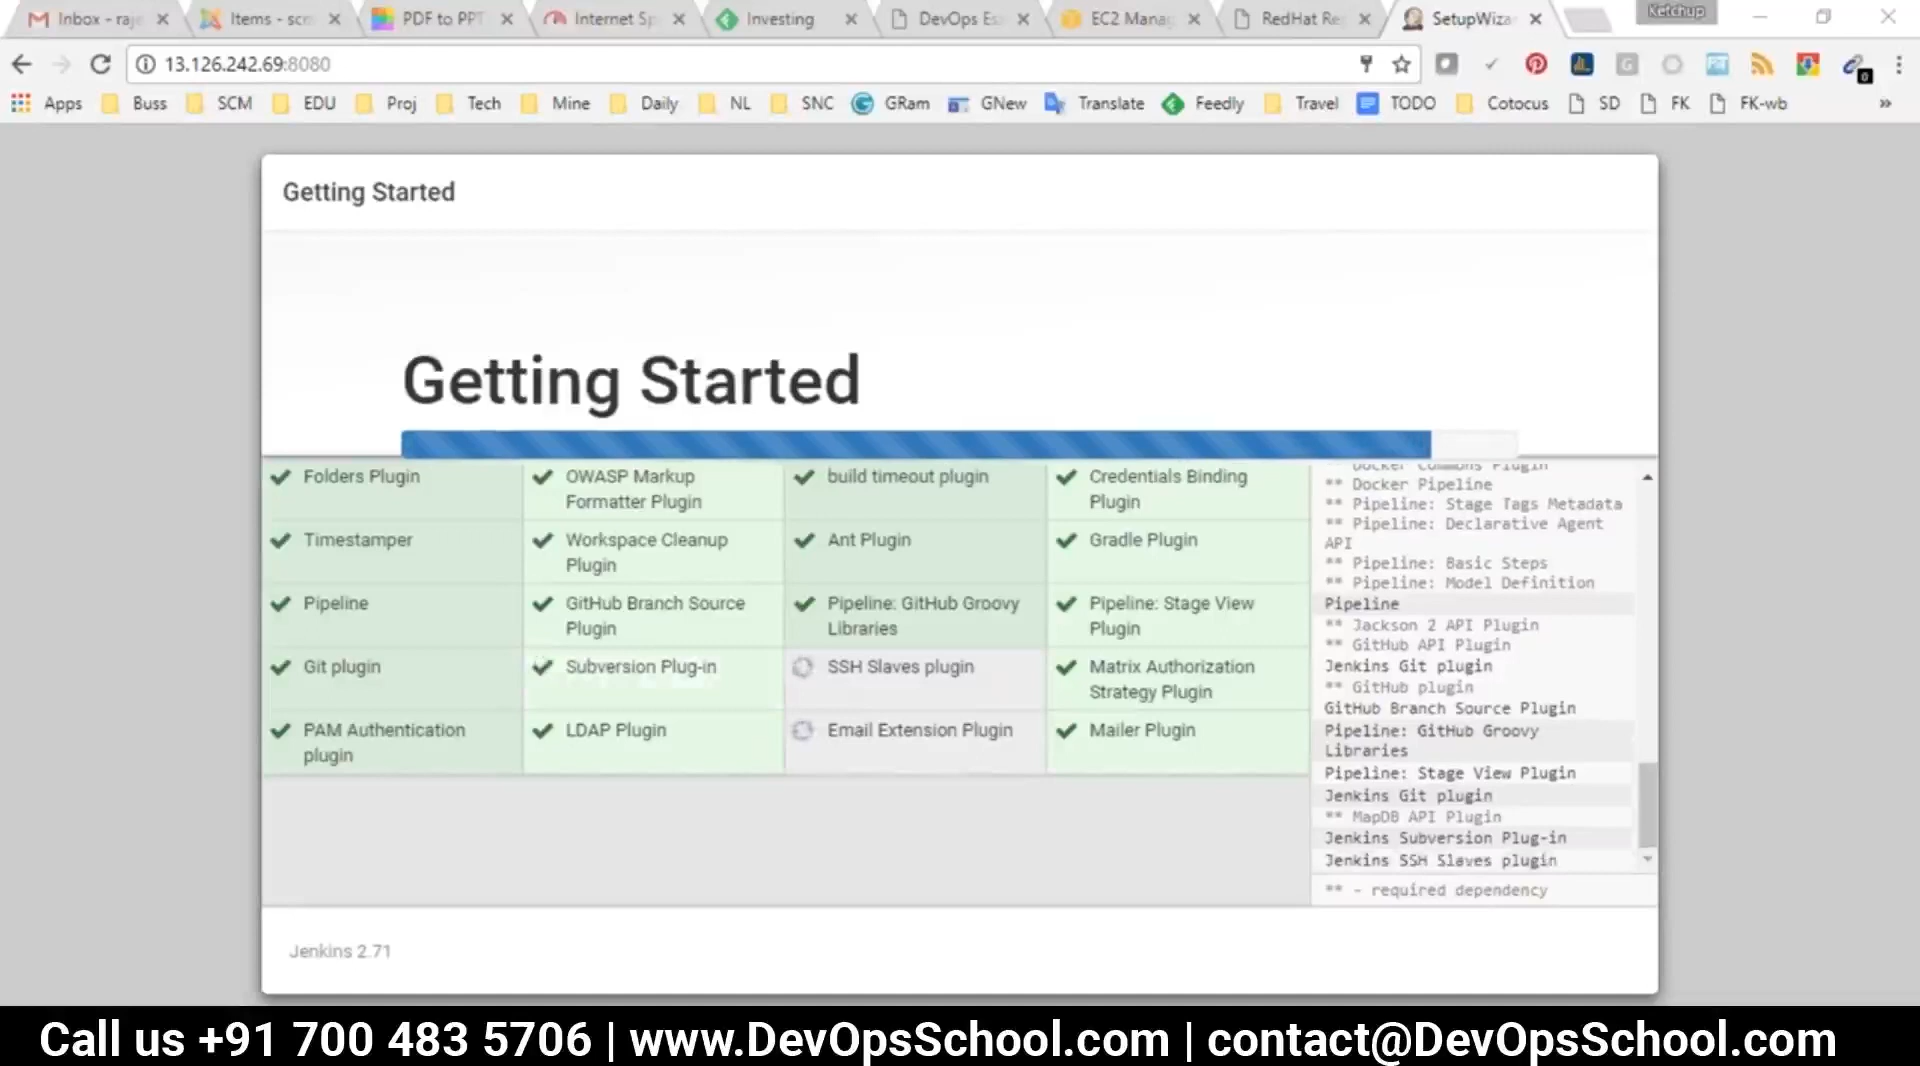 Inbox - raje
Items - scm
PDF to PPT
Internet Sp
Investing
DevOps Es
EC2 Manag
RedHat Re
SetupWiza
Ketchup
13.126.242.69:8080
0
Apps
Buss
SCM
EDU
Proj
Tech
Mine
Daily
NL
SNC
GRam
GNew
Translate
Feedly
Travel
TODO
Cotocus
SD
FK
FK-wb
»
Getting Started
Getting Started
Folders Plugin
OWASP Markup
Formatter Plugin
build timeout plugin
Credentials Binding
Plugin
Timestamper
Workspace Cleanup
Plugin
Ant Plugin
Gradle Plugin
Pipeline
GitHub Branch Source
Plugin
Pipeline: GitHub Groovy
Libraries
Pipeline: Stage View
Plugin
Git plugin
Subversion Plug-in
SSH Slaves plugin
Matrix Authorization
Strategy Plugin
PAM Authentication
plugin
LDAP Plugin
Email Extension Plugin
Mailer Plugin
** Docker Commons Plugin
** Docker Pipeline
** Pipeline: Stage Tags Metadata
** Pipeline: Declarative Agent
API
** Pipeline: Basic Steps
** Pipeline: Model Definition
Pipeline
** Jackson 2 API Plugin
** GitHub API Plugin
Jenkins Git plugin
** GitHub plugin
GitHub Branch Source Plugin
Pipeline: GitHub Groovy
Libraries
Pipeline: Stage View Plugin
Jenkins Git plugin
** MapDB API Plugin
Jenkins Subversion Plug-in
Jenkins SSH Slaves plugin
** - required dependency
Jenkins 2.71
Call us +91 700 483 5706 | www.DevOpsSchool.com | contact@DevOpsSchool.com